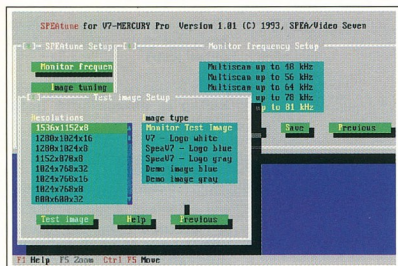 SPEAtune for V7-MERCURY Pro Version 1.01 (C) 1993, SPEA/Video Seven
SPEAtune Setup
Monitor frequency Setup
Monitor frequen
Image tuning
Multiscan up to 48 kHz
Multiscan up to 56 kHz
Multiscan up to 64 kHz
up to 78 kHz
up to 81 kHz
Save
Previous
Test Image Setup
Resolutions
1536x1152x8
1280x1024x16
1280x1024x8
1152x870x8
1024x768x32
1024x768x16
1024x768x8
800x600x32
Image type
Monitor Test Image
V7 - Logo white
SpeaV7 - Logo blue
SpeaV7 - Logo gray
Demo image blue
Demo image gray
Test image
Help
Previous
F1 Help F5 Zoom Ctrl F5 Move